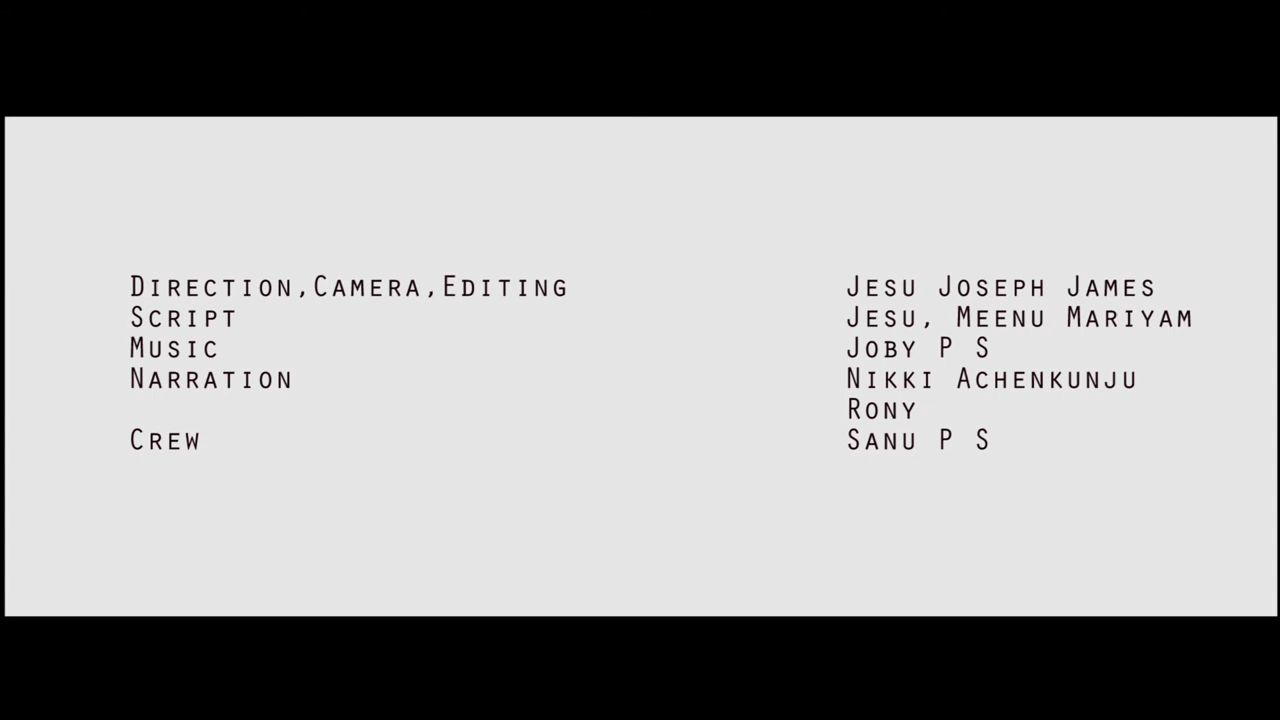 Direction,Camera,Editing Jesu Joseph James
Script Jesu, Meenu Mariyam
Music Joby P S
Narration Nikki Achenkunju
Rony
Crew Sanu P S